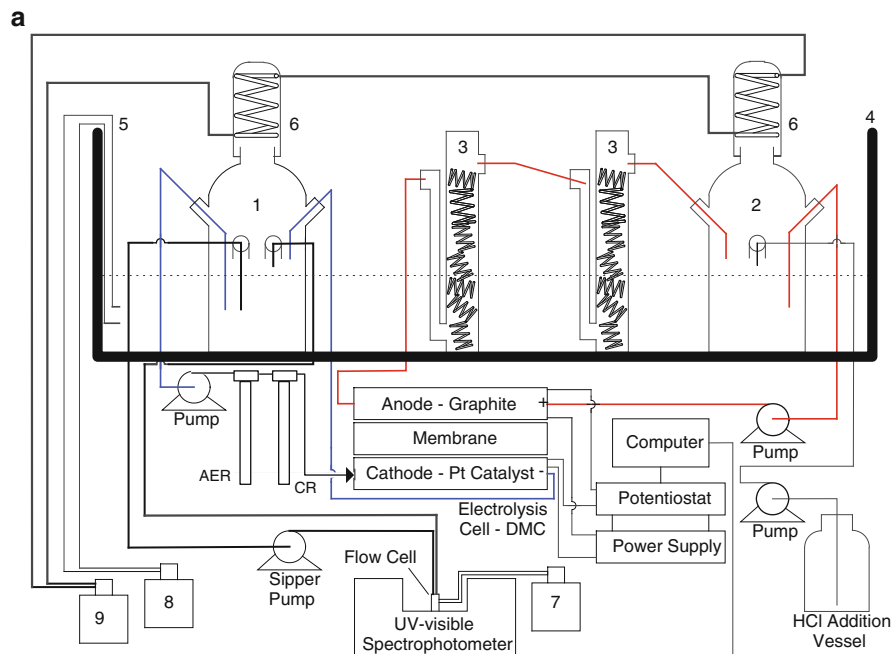 a
5
6
3
3
6
4
1
2
Pump
AER
CR
Anode - Graphite +
Membrane
Cathode - Pt Catalyst -
Electrolysis
Cell - DMC
Computer
Potentiostat
Power Supply
Pump
Pump
HCl Addition
Vessel
Sipper
Pump
Flow Cell
UV-visible
Spectrophotometer
7
8
9